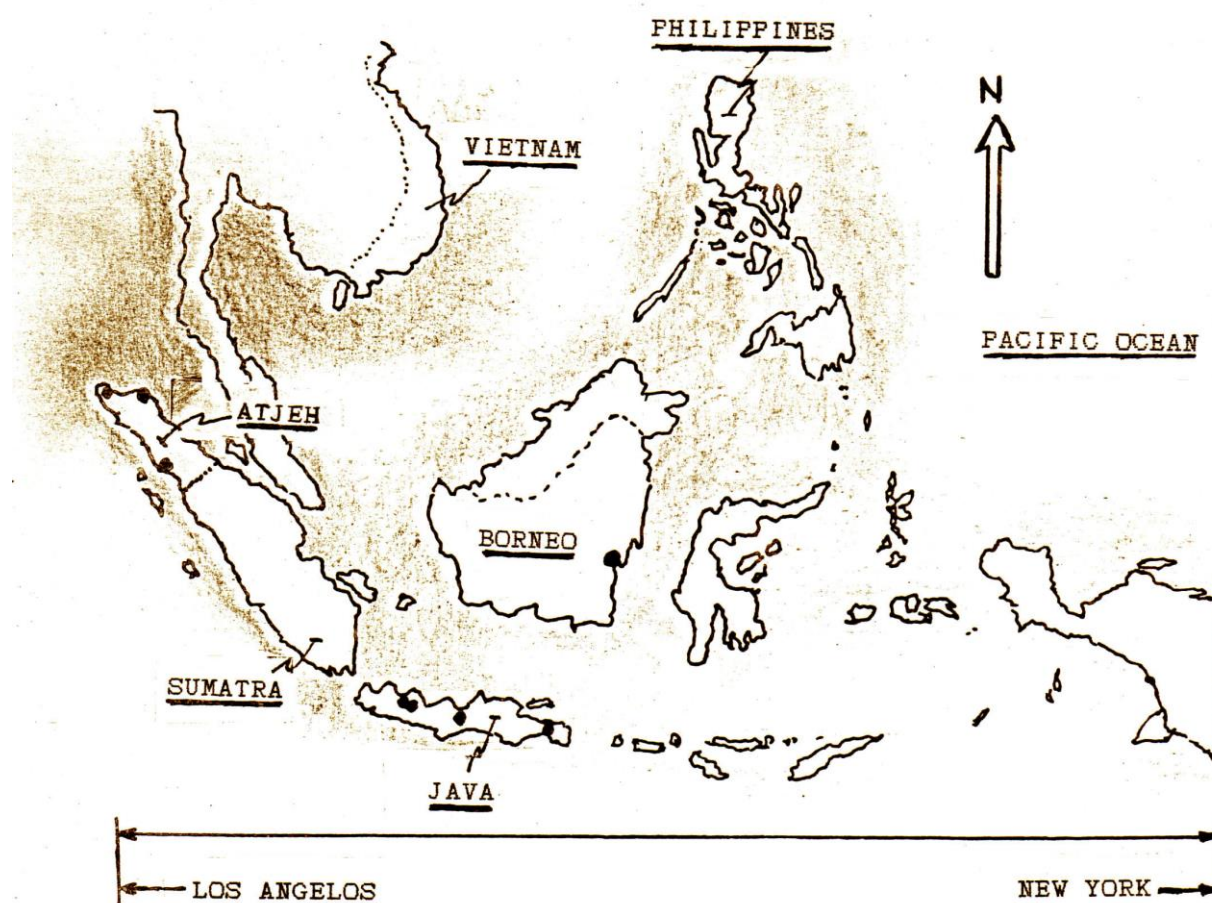 PHILIPPINES
N
VIETNAM
PACIFIC OCEAN
ATJEH
BORNEO
SUMATRA
JAVA
LOS ANGELOS
NEW YORK